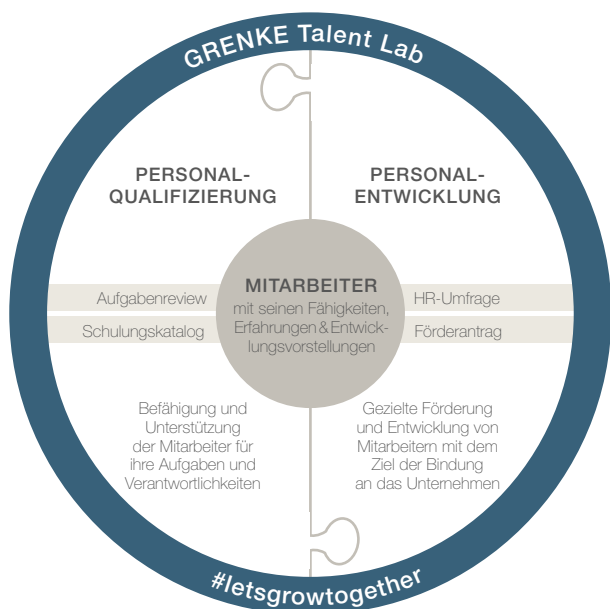 GRENKE Talent Lab
PERSONAL-
QUALIFIZIERUNG
PERSONAL-
ENTWICKLUNG
MITARBEITER
mit seinen Fähigkeiten,
Erfahrungen & Entwick-
lungsvorstellungen
Aufgabenreview
Schulungskatalog
HR-Umfrage
Förderantrag
Befähigung und
Unterstützung
der Mitarbeiter für
ihre Aufgaben und
Verantwortlichkeiten
Gezielte Förderung
und Entwicklung von
Mitarbeitern mit dem
Ziel der Bindung
an das Unternehmen
#letsgrowtogether